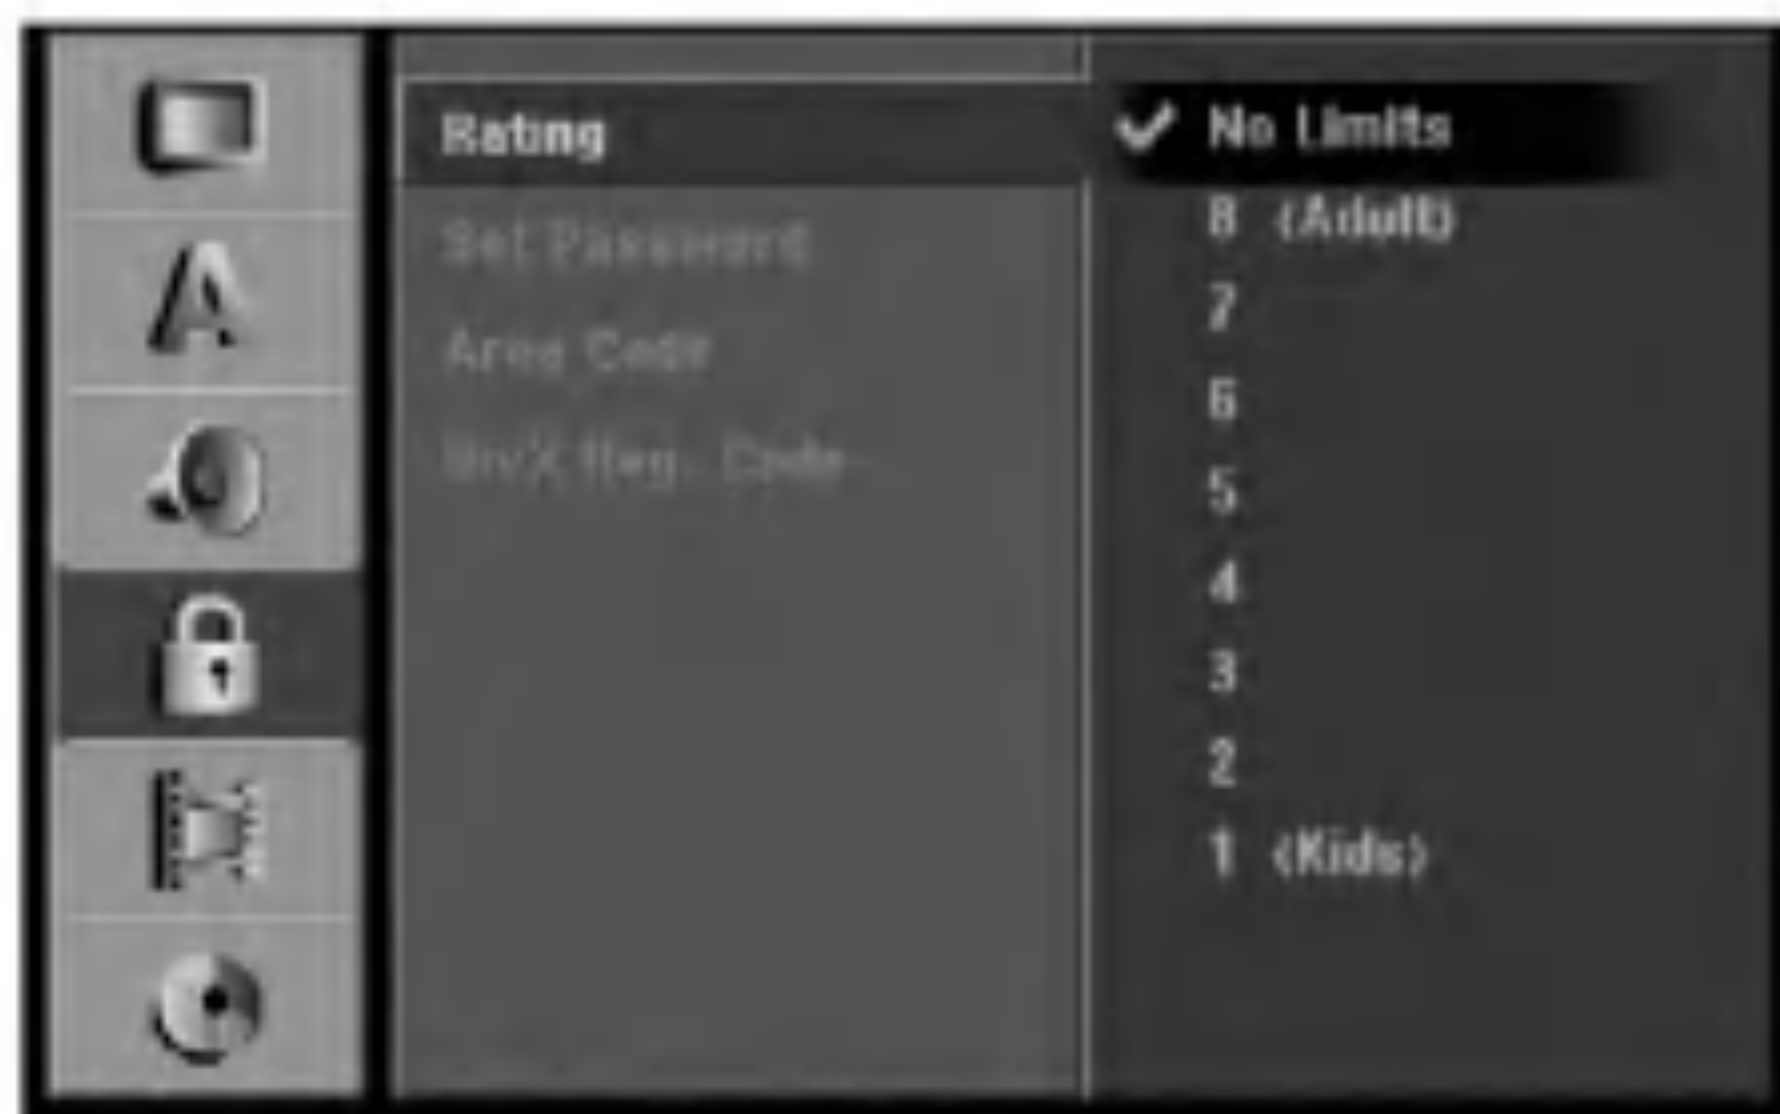 Rating
Set Password
Area Code
DivX Reg. Code
No Limits
8 (Adult)
7
6
5
4
3
2
1 (Kids)